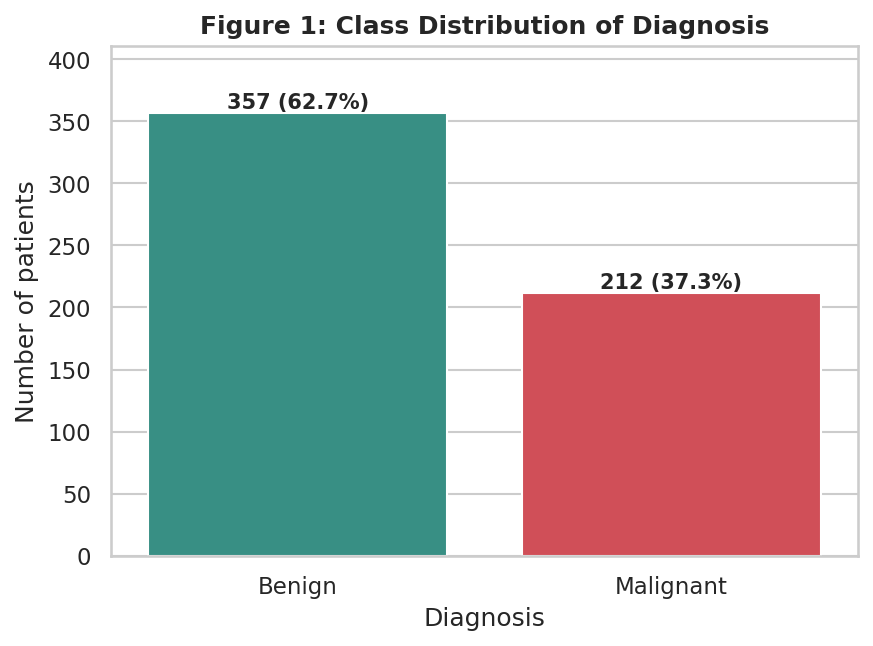 Figure 1: Class Distribution of Diagnosis
400
350
300
250
200
150
100
50
0
Number of patients
357 (62.7%)
212 (37.3%)
Benign
Malignant
Diagnosis